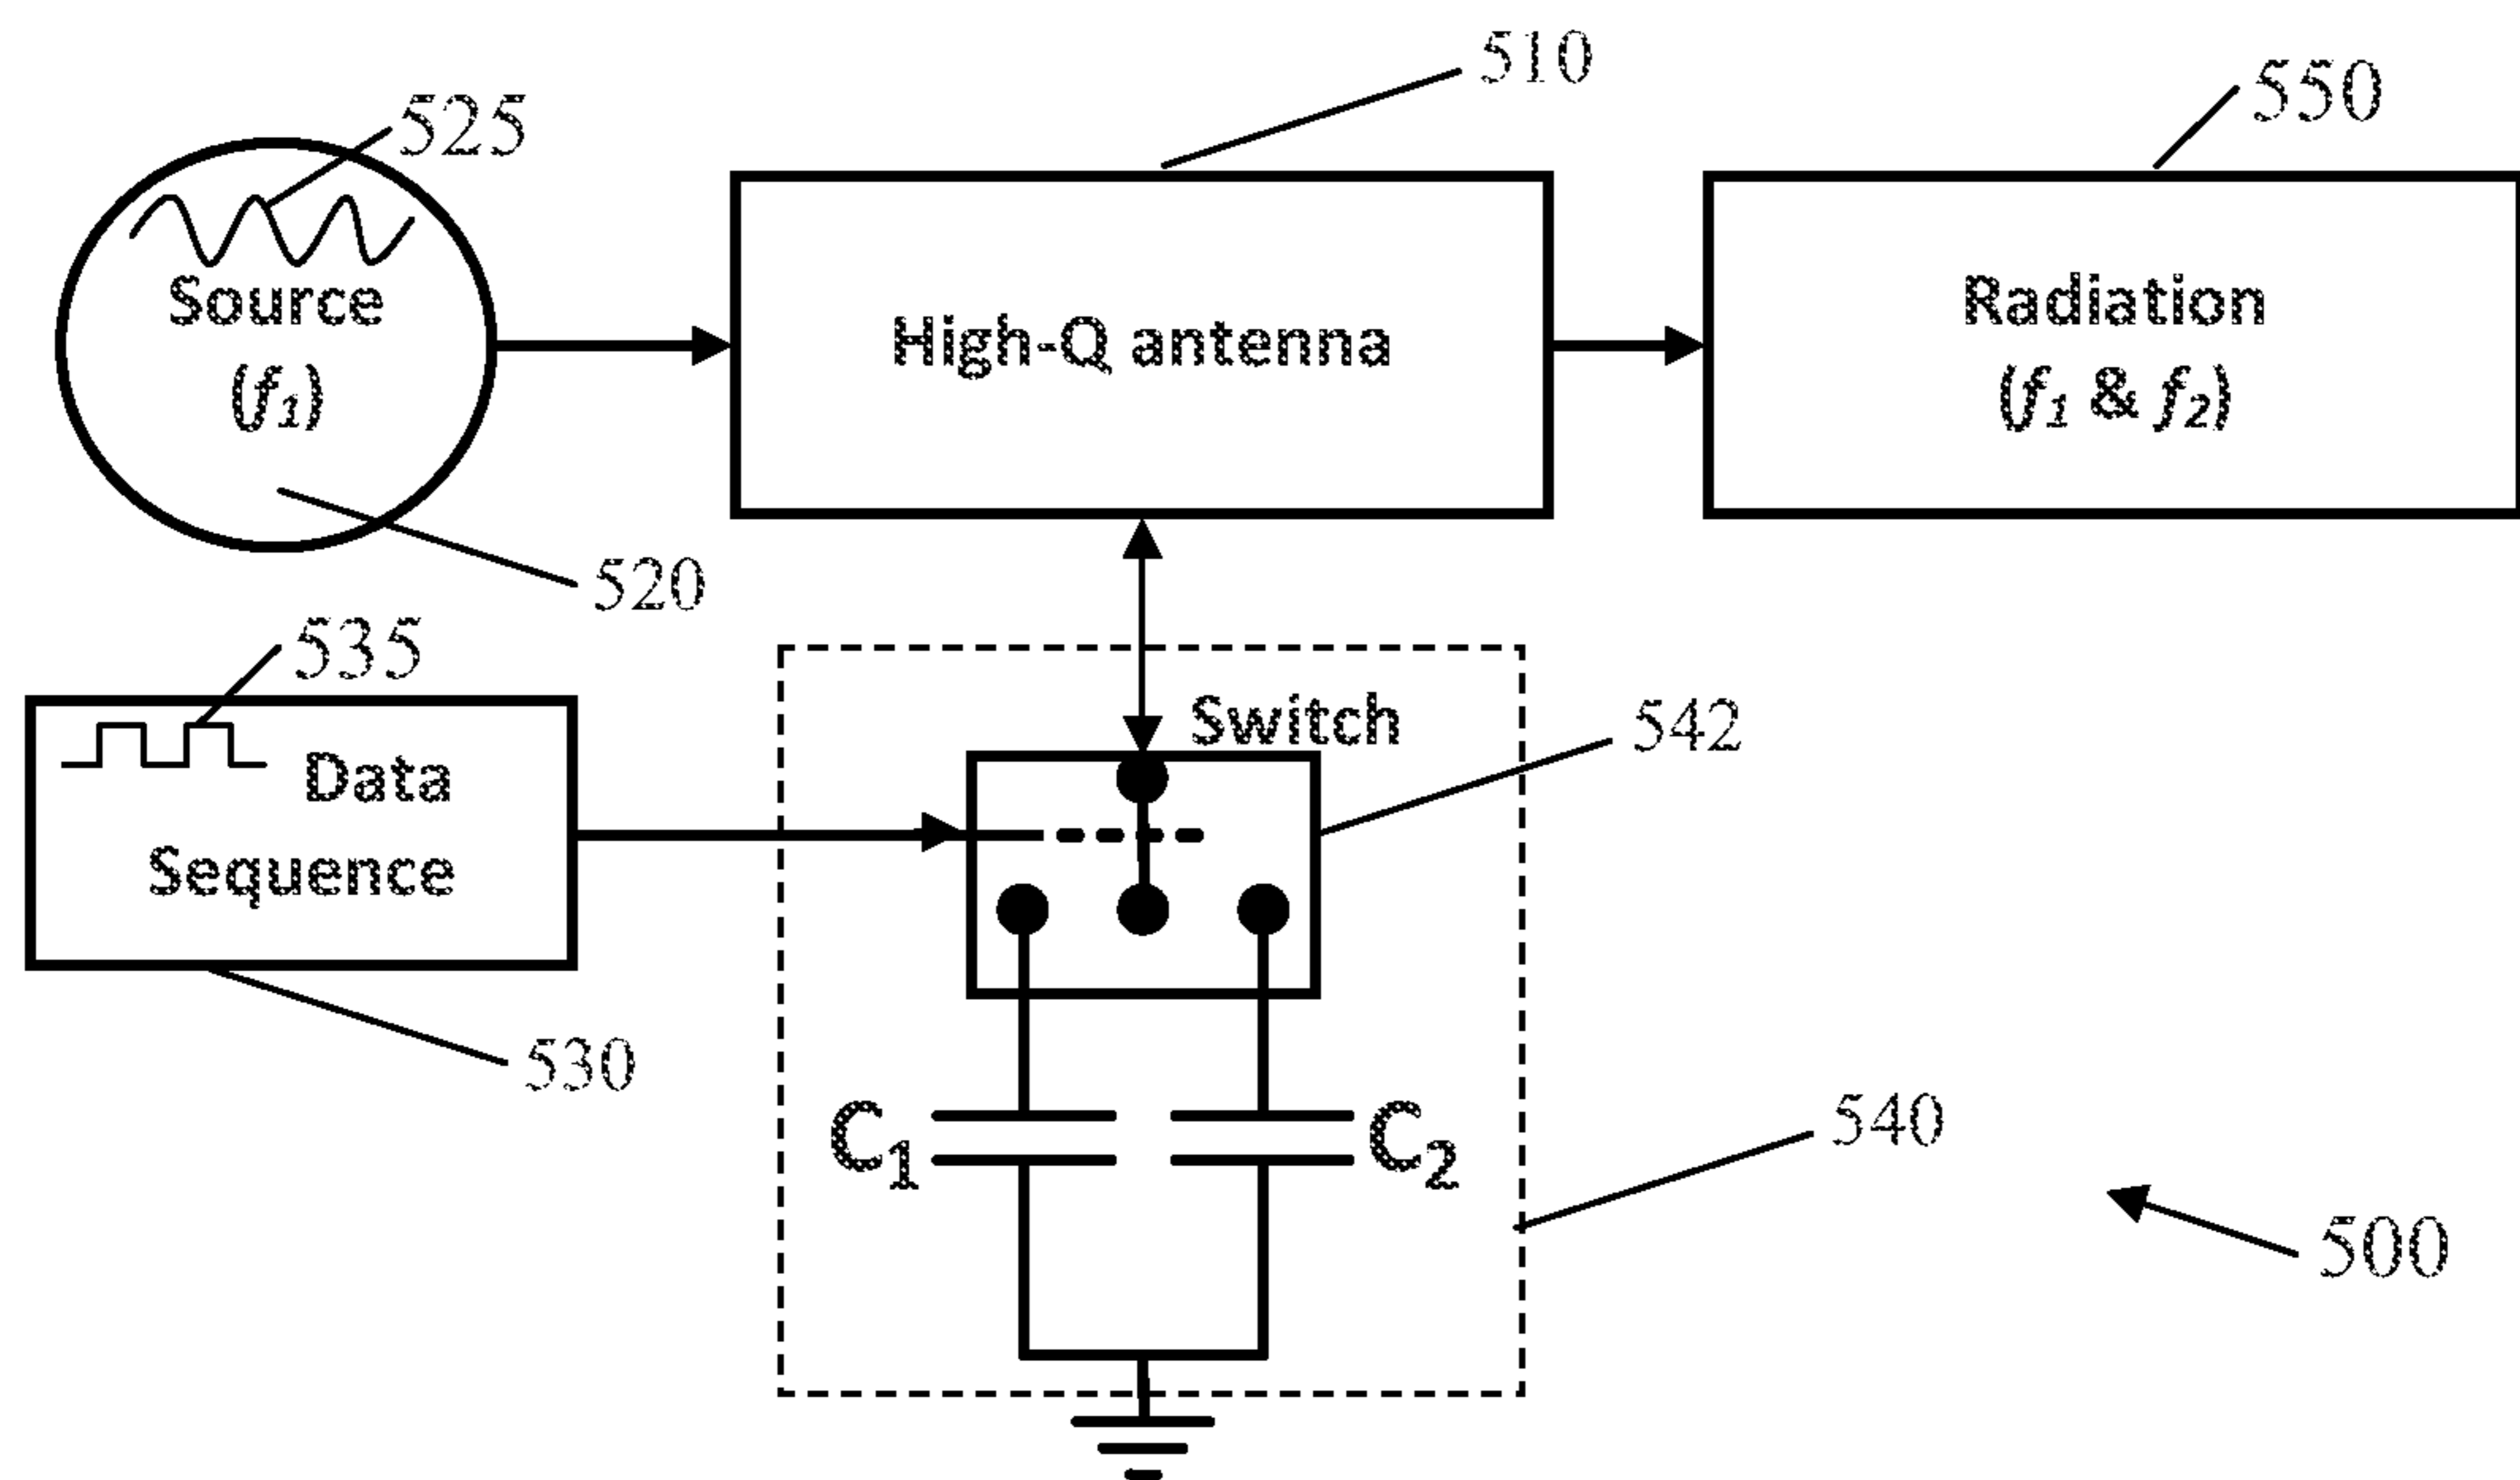 510
550
525
Source
(f1)
High-Q antenna
Radiation
(f1 & f2)
520
535
Switch
542
Data
Sequence
530
C1
C2
540
500